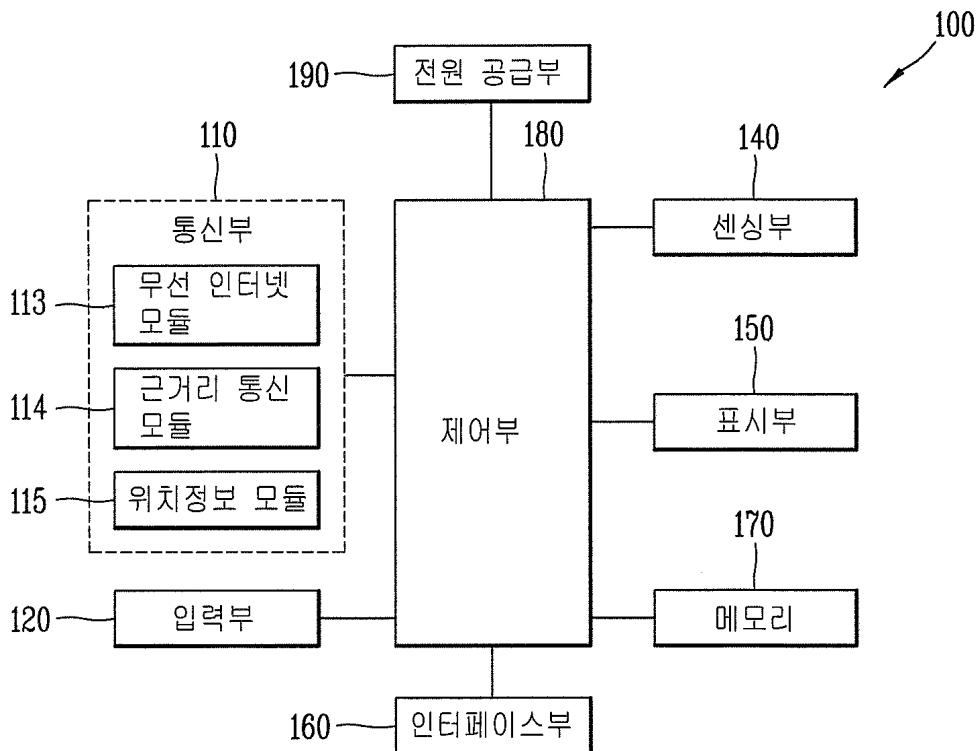 100
190
전원 공급부
110
180
140
통신부
센싱부
113
무선 인터넷
모듈
150
114
근거리 통신
모듈
제어부
표시부
115
위치정보 모듈
170
120
입력부
메모리
160
인터페이스부